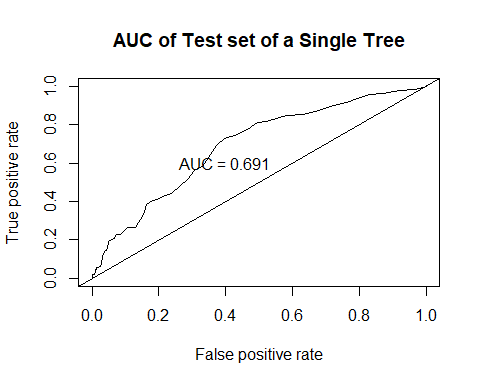 AUC of Test set of a Single Tree
True positive rate
1.0
0.8
0.6
0.4
0.2
0.0
AUC = 0.691
0.0 0.2 0.4 0.6 0.8 1.0
False positive rate